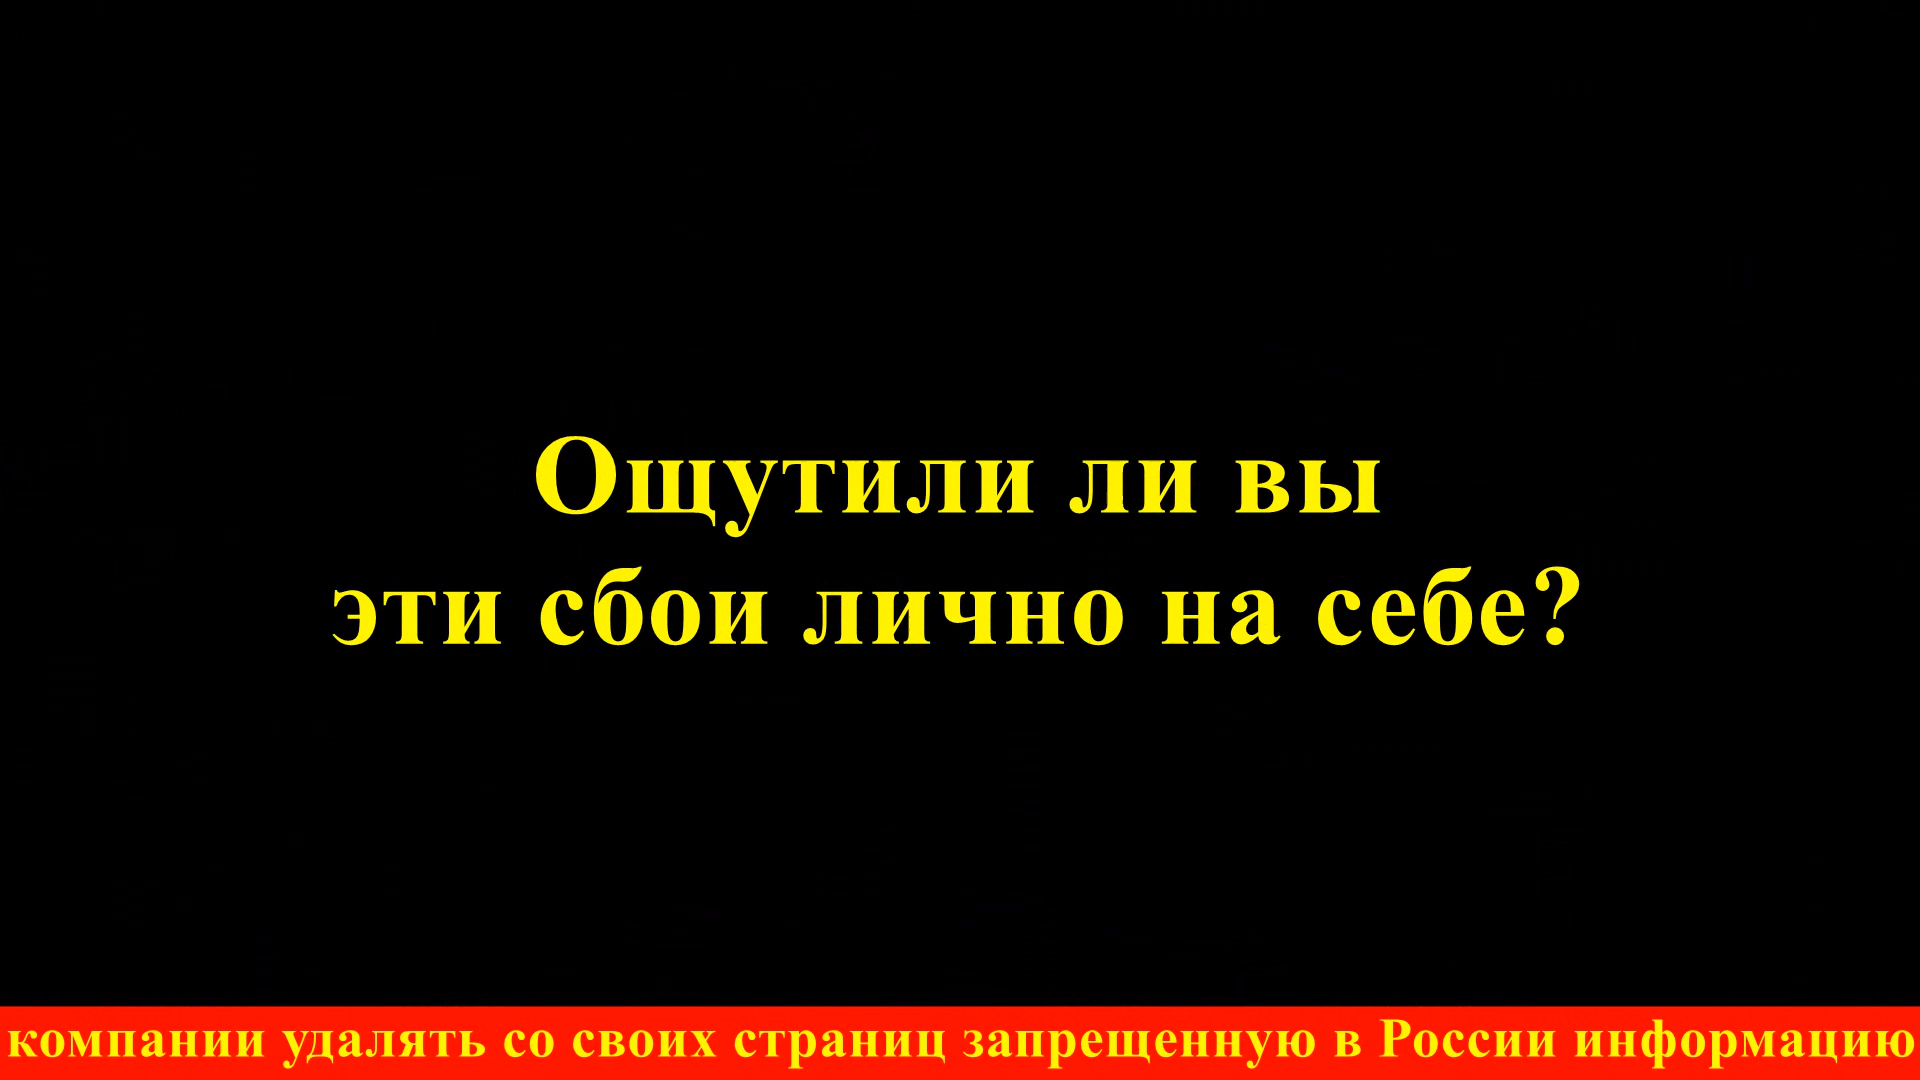 Ощутили ли вы
эти сбои лично на себе?
компании удалять со своих страниц запрещенную в России информацию